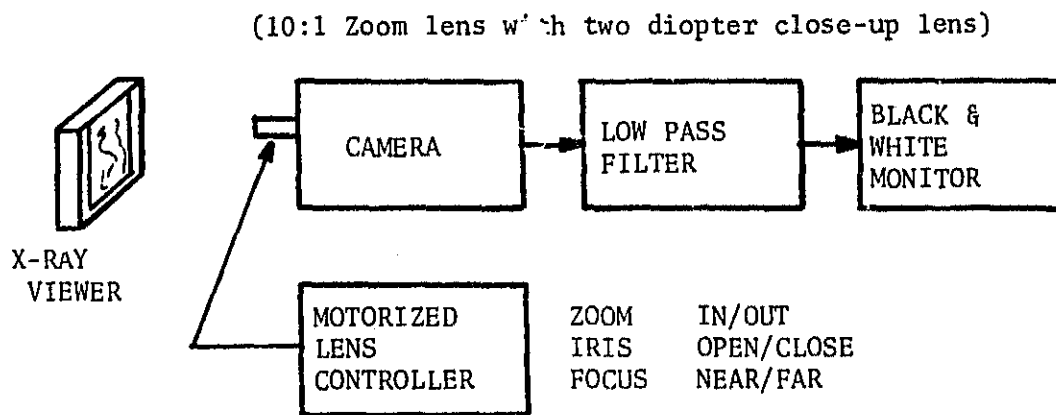 (10:1 Zoom lens with two diopter close-up lens)
CAMERA
LOW PASS
FILTER
BLACK &
WHITE
MONITOR
X-RAY
VIEWER
MOTORIZED
LENS
CONTROLLER
ZOOM IN/OUT
IRIS OPEN/CLOSE
FOCUS NEAR/FAR